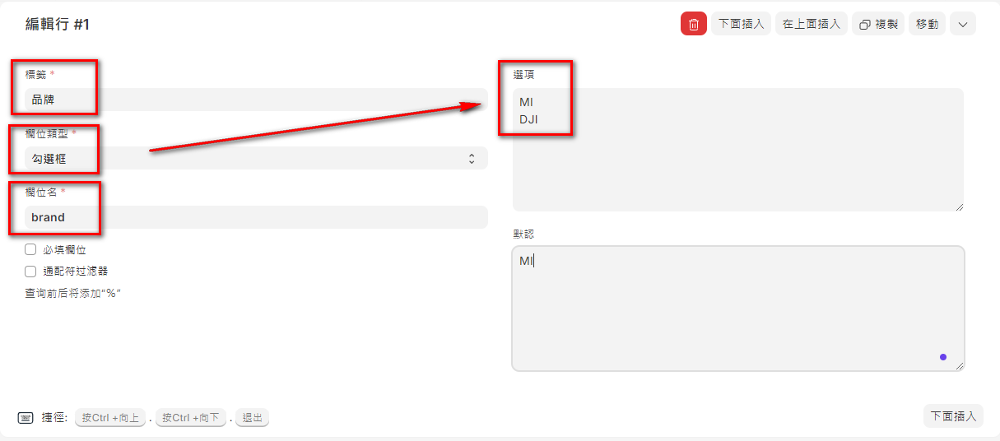 編輯行 #1
下面插入
在上面插入
複製
移動
標籤 *
品牌
欄位類型 *
勾選框
欄位名 *
brand
必填欄位
通配符过滤器
查询前后将添加“%”
選項
MI
DJI
默認
MI
捷徑: 按Ctrl +向上 . 按Ctrl +向下 . 退出
下面插入